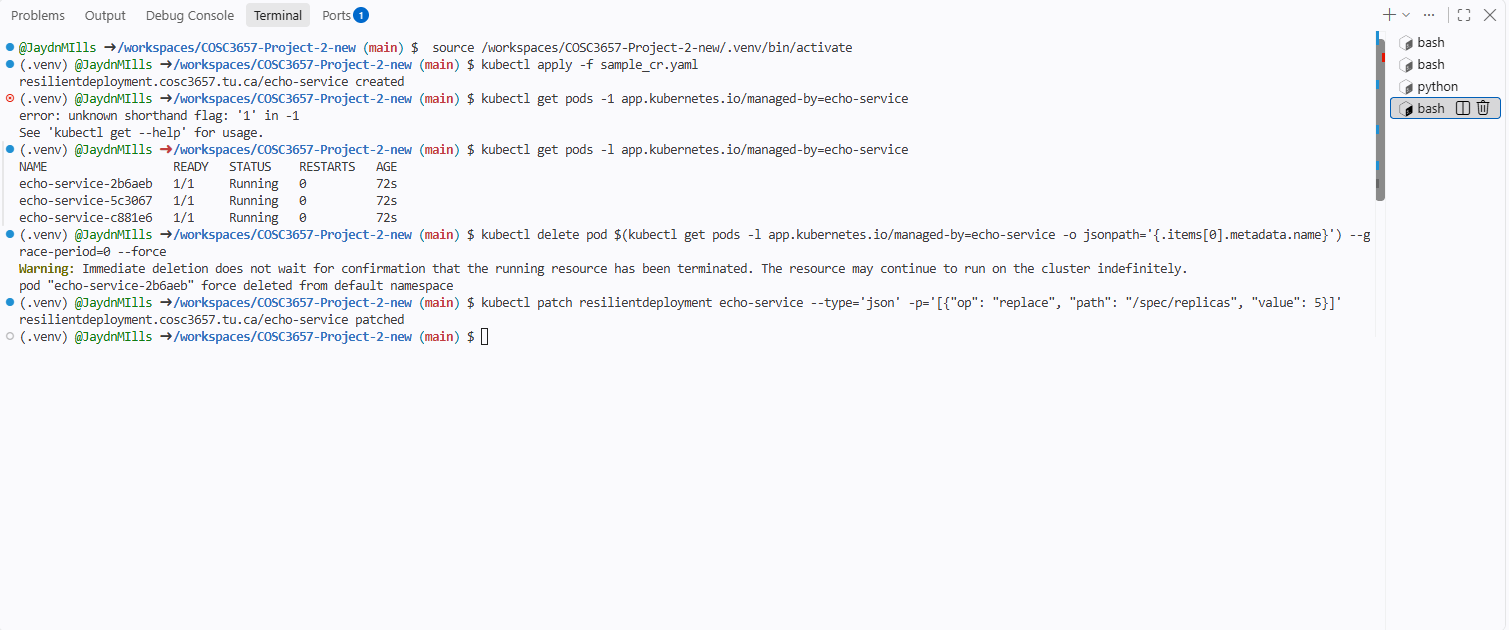 Problems Output Debug Console Terminal Ports 1
@JaydnMIlls ➜/workspaces/COSC3657-Project-2-new (main) $  source /workspaces/COSC3657-Project-2-new/.venv/bin/activate
(.venv) @JaydnMIlls ➜/workspaces/COSC3657-Project-2-new (main) $ kubectl apply -f sample_cr.yaml
resilientdeployment.cosc3657.tu.ca/echo-service created
(.venv) @JaydnMIlls ➜/workspaces/COSC3657-Project-2-new (main) $ kubectl get pods -1 app.kubernetes.io/managed-by=echo-service
error: unknown shorthand flag: '1' in -1
See 'kubectl get --help' for usage.
(.venv) @JaydnMIlls ➜/workspaces/COSC3657-Project-2-new (main) $ kubectl get pods -l app.kubernetes.io/managed-by=echo-service
NAME                  READY   STATUS    RESTARTS   AGE
echo-service-2b6aeb   1/1     Running   0          72s
echo-service-5c3067   1/1     Running   0          72s
echo-service-c881e6   1/1     Running   0          72s
(.venv) @JaydnMIlls ➜/workspaces/COSC3657-Project-2-new (main) $ kubectl delete pod $(kubectl get pods -l app.kubernetes.io/managed-by=echo-service -o jsonpath='{.items[0].metadata.name}') --g
race-period=0 --force
Warning: Immediate deletion does not wait for confirmation that the running resource has been terminated. The resource may continue to run on the cluster indefinitely.
pod "echo-service-2b6aeb" force deleted from default namespace
(.venv) @JaydnMIlls ➜/workspaces/COSC3657-Project-2-new (main) $ kubectl patch resilientdeployment echo-service --type='json' -p='[{"op": "replace", "path": "/spec/replicas", "value": 5}]'
resilientdeployment.cosc3657.tu.ca/echo-service patched
(.venv) @JaydnMIlls ➜/workspaces/COSC3657-Project-2-new (main) $
bash
bash
python
bash